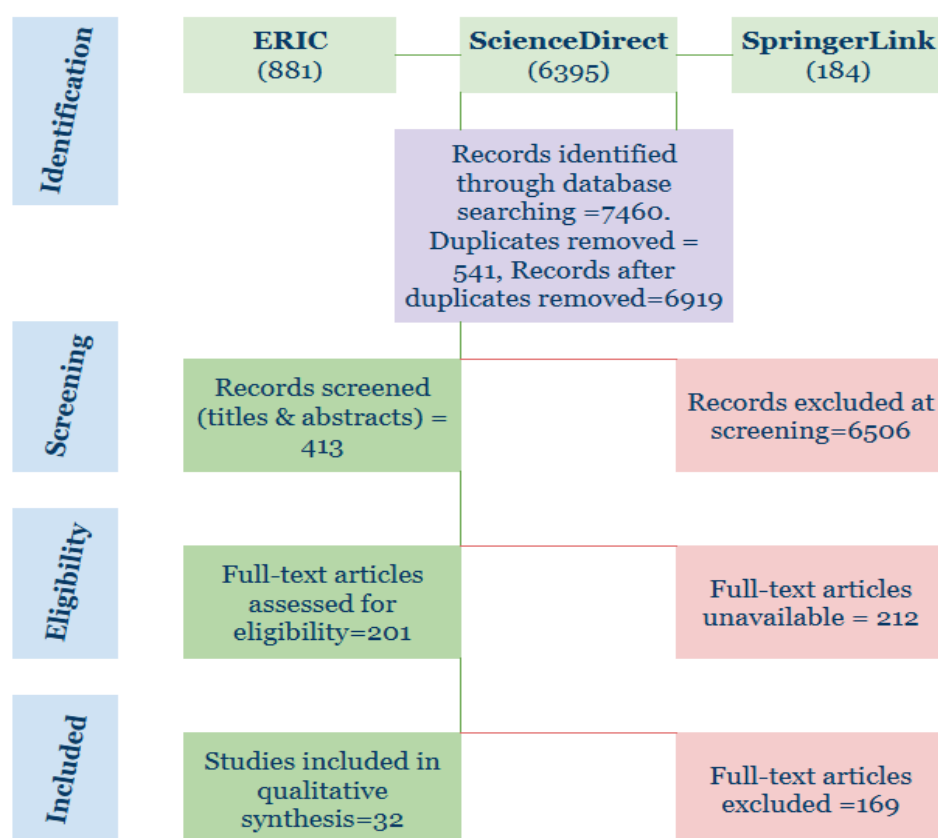 Identification
ERIC
(881)
ScienceDirect
(6395)
SpringerLink
(184)
Records identified
through database
searching =7460.
Duplicates removed =
541, Records after
duplicates removed=6919
Screening
Records screened
(titles & abstracts) =
413
Records excluded at
screening=6506
Eligibility
Full-text articles
assessed for
eligibility=201
Full-text articles
unavailable = 212
Included
Studies included in
qualitative
synthesis=32
Full-text articles
excluded =169